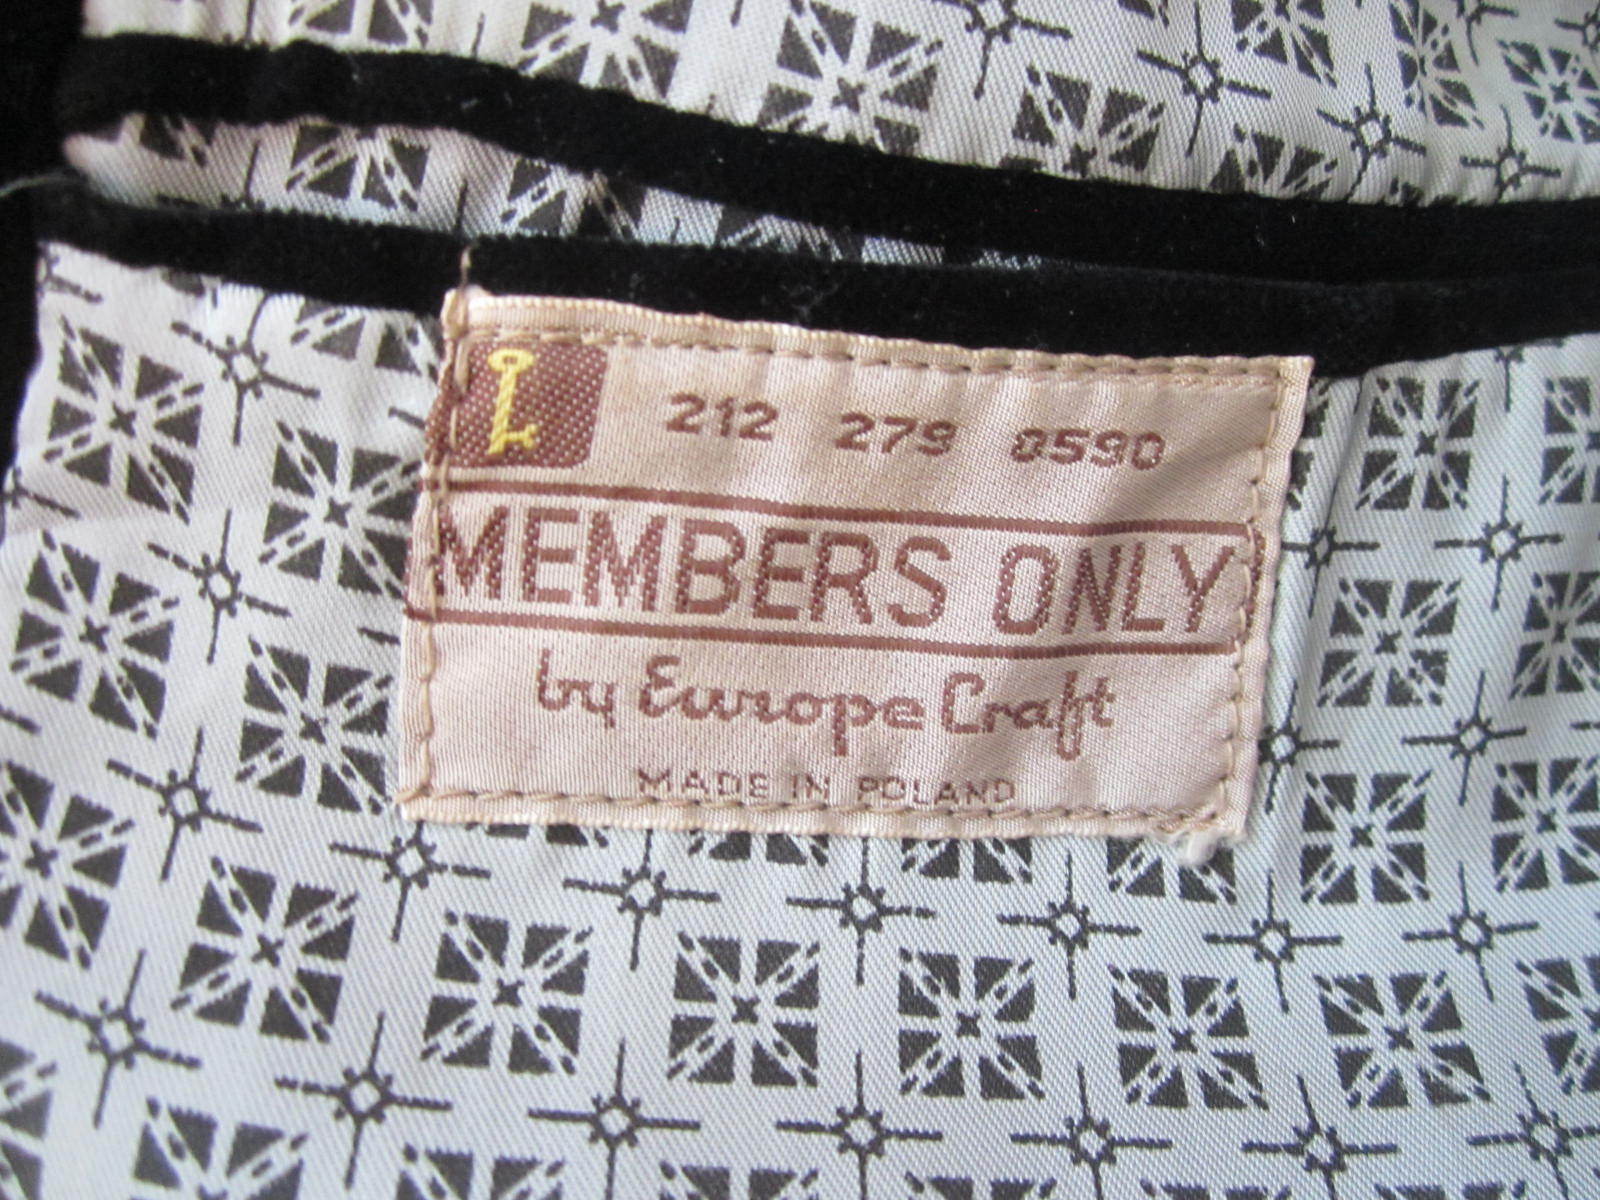 212 279 0590
MEMBERS ONLY
by Europe Craft
MADE IN POLAND